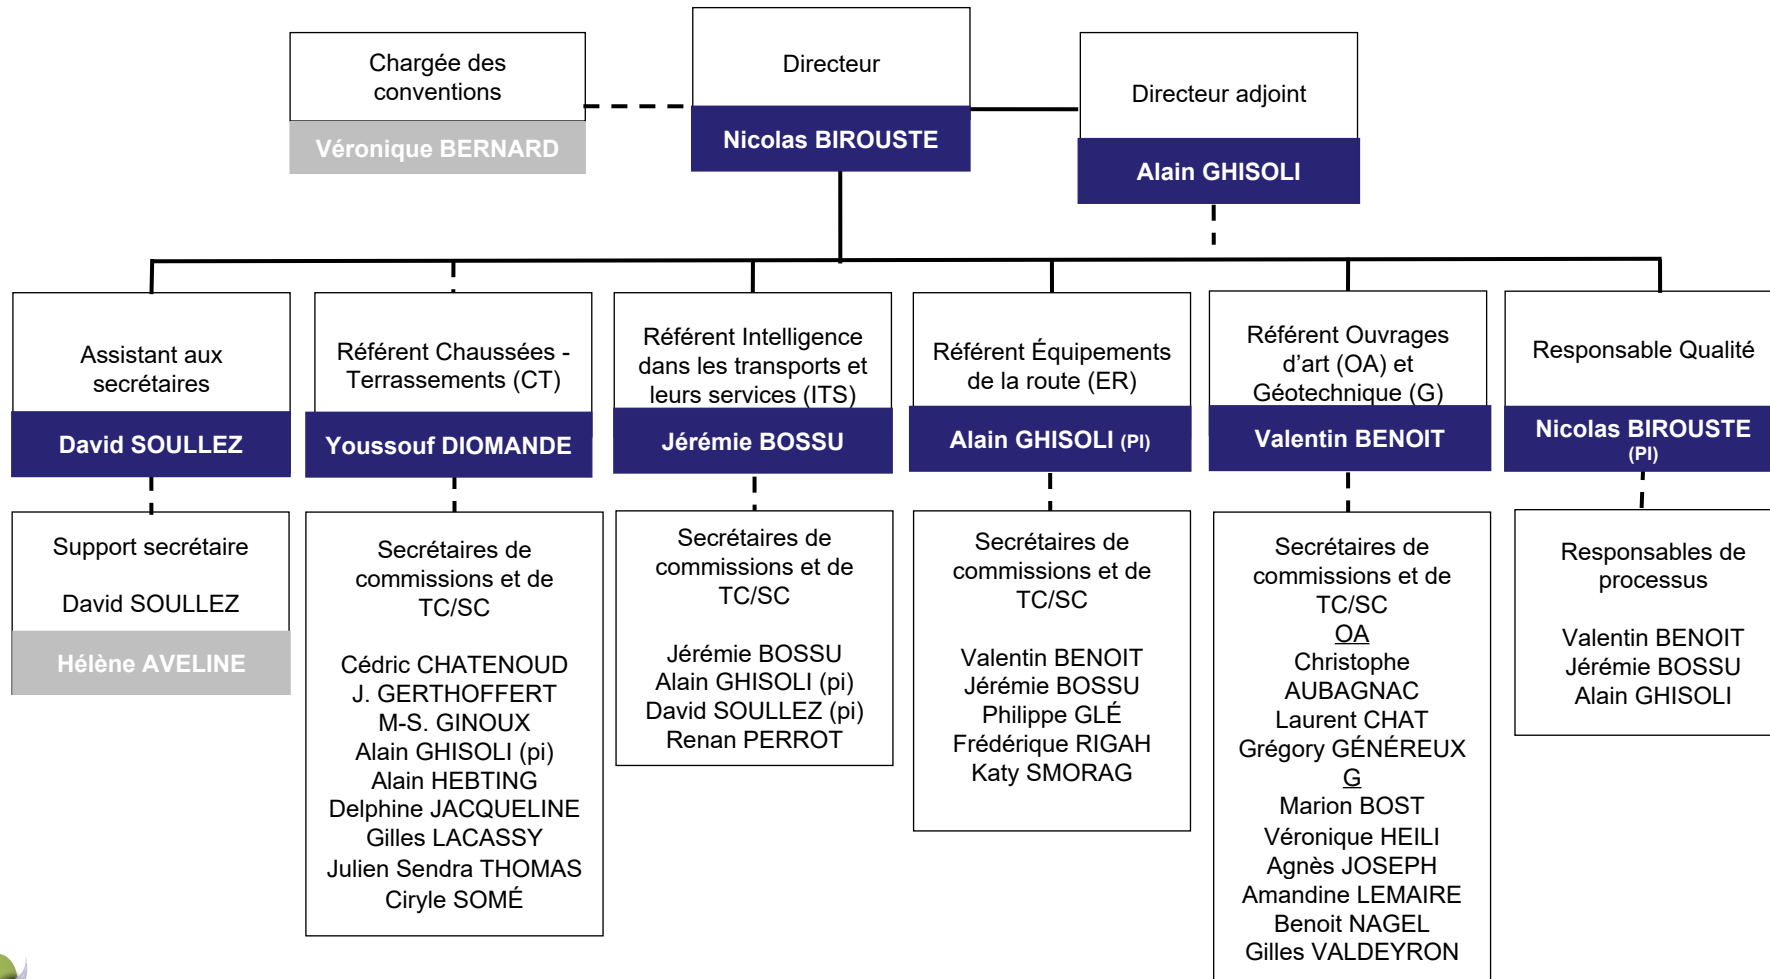 Chargée des
conventions
Véronique BERNARD
Directeur
Nicolas BIROUSTE
Directeur adjoint
Alain GHISOLI
Assistant aux
secrétaires
David SOULLEZ
Référent Chaussées -
Terrassements (CT)
Youssouf DIOMANDE
Référent Intelligence
dans les transports et
leurs services (ITS)
Jérémie BOSSU
Référent Équipements
de la route (ER)
Alain GHISOLI (PI)
Référent Ouvrages
d'art (OA) et
Géotechnique (G)
Valentin BENOIT
Responsable Qualité
Nicolas BIROUSTE
(PI)
Support secrétaire
David SOULLEZ
Hélène AVELINE
Secrétaires de
commissions et de
TC/SC
Cédric CHATENOUD
J. GERTHOFFERT
M-S. GINOUX
Alain GHISOLI (pi)
Alain HEBTING
Delphine JACQUELINE
Gilles LACASSY
Julien Sendra THOMAS
Ciryle SOMÉ
Secrétaires de
commissions et de
TC/SC
Jérémie BOSSU
Alain GHISOLI (pi)
David SOULLEZ (pi)
Renan PERROT
Secrétaires de
commissions et de
TC/SC
Valentin BENOIT
Jérémie BOSSU
Philippe GLÉ
Frédérique RIGAH
Katy SMORAG
Secrétaires de
commissions et de
TC/SC
OA
Christophe
AUBAGNAC
Laurent CHAT
Grégory GÉNÉREUX
G
Marion BOST
Véronique HEILI
Agnès JOSEPH
Amandine LEMAIRE
Benoit NAGEL
Gilles VALDEYRON
Responsables de
processus
Valentin BENOIT
Jérémie BOSSU
Alain GHISOLI